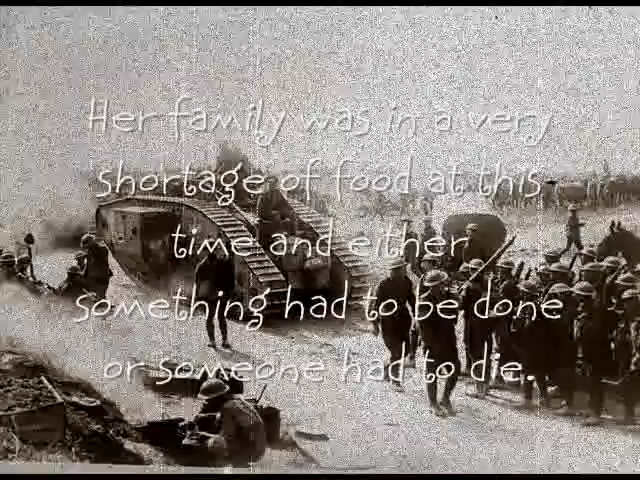 Her family was in a very
shortage of food at this
time and either
something had to be done
or someone had to die.